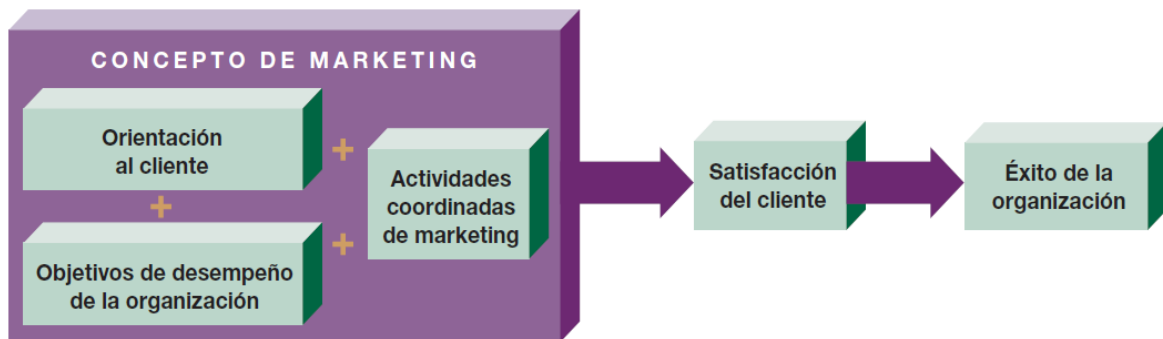 CONCEPTO DE MARKETING
Orientación
al cliente
+
+
Objetivos de desempeño
de la organización
+
Actividades
coordinadas
de marketing
Satisfacción
del cliente
Éxito de la
organización